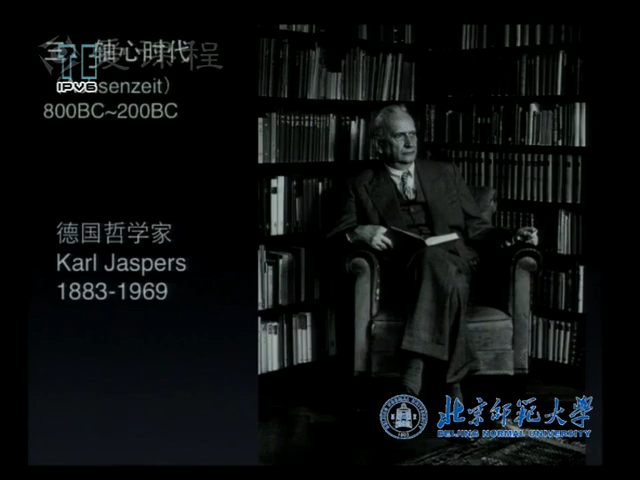 三、轴心时代
IPV6
senzeit)
800BC~200BC
德国哲学家
Karl Jaspers
1883-1969
北京师范大学
BEIJING NORMAL UNIVERSITY